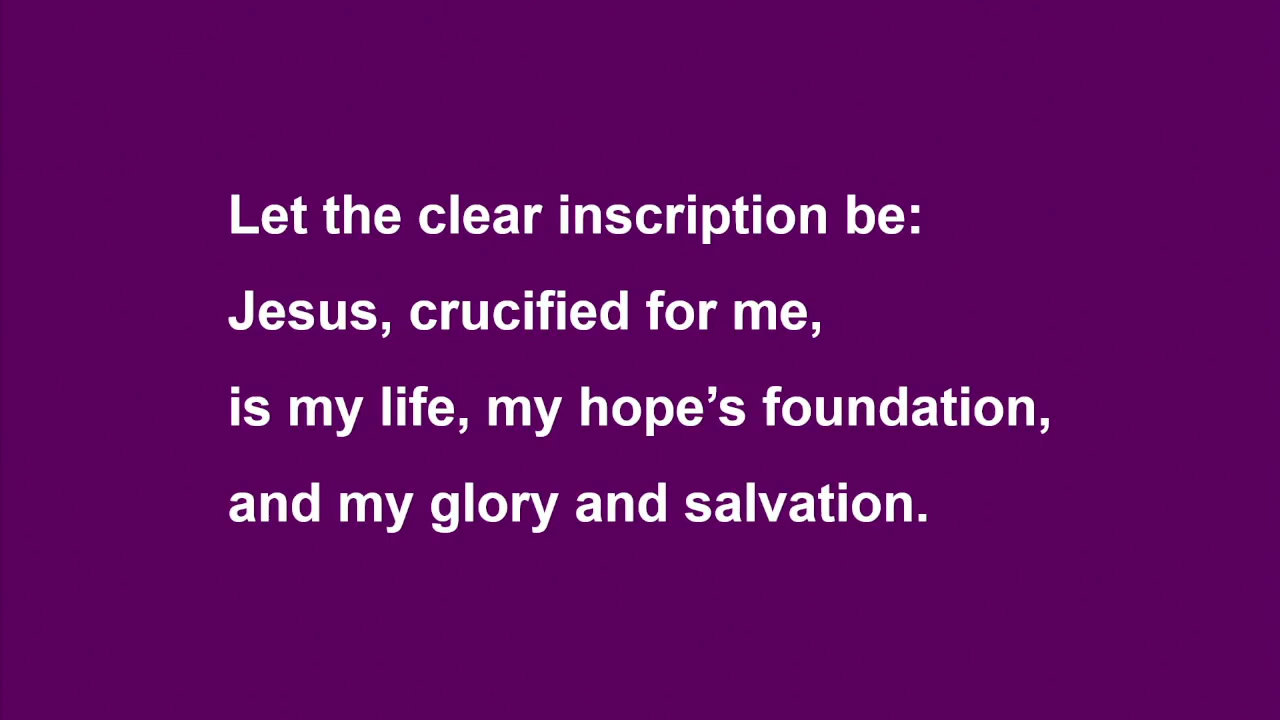 Let the clear inscription be:
Jesus, crucified for me,
is my life, my hope’s foundation,
and my glory and salvation.